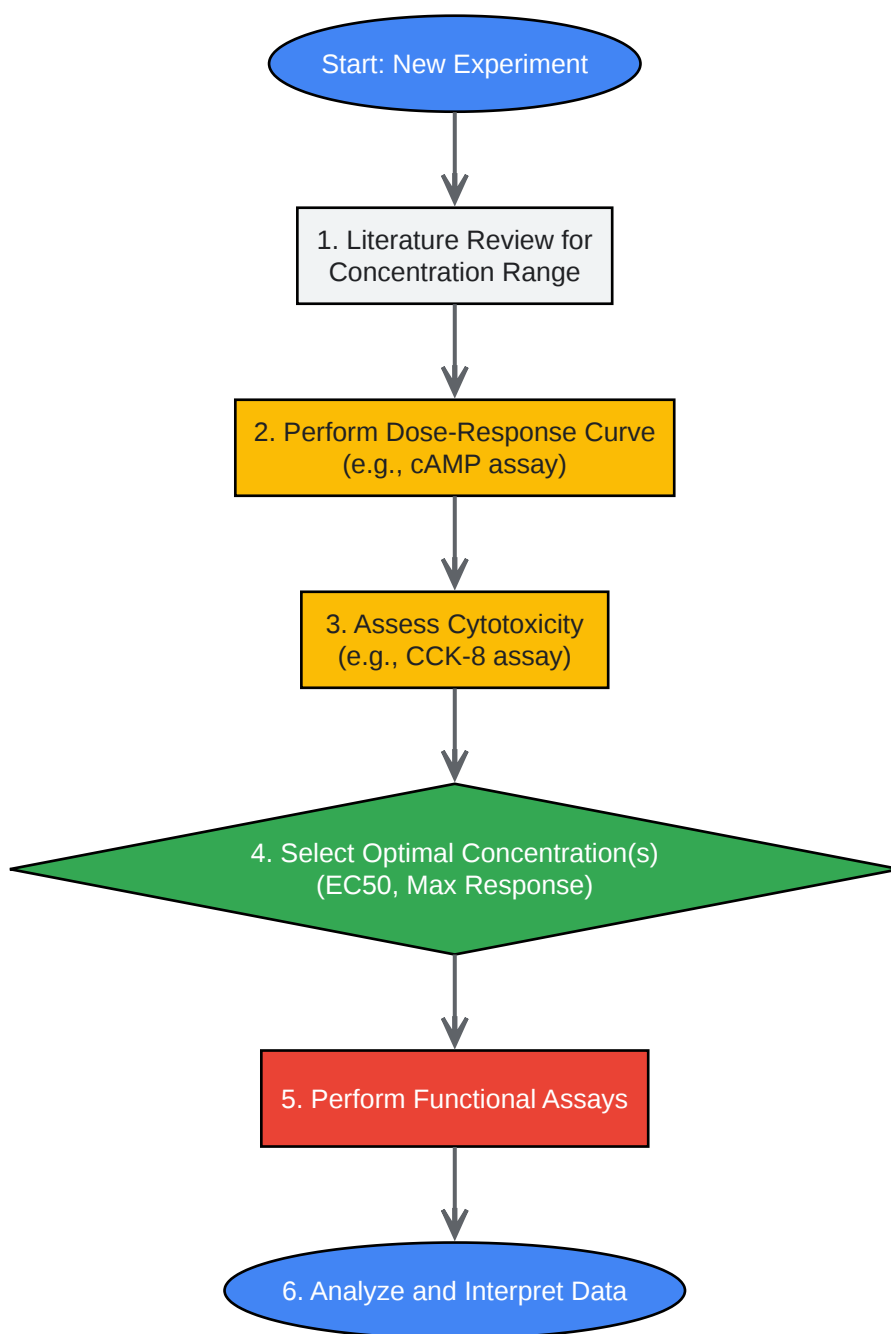 Start: New Experiment
1. Literature Review for
Concentration Range
2. Perform Dose-Response Curve
(e.g., cAMP assay)
3. Assess Cytotoxicity
(e.g., CCK-8 assay)
4. Select Optimal Concentration(s)
(EC50, Max Response)
5. Perform Functional Assays
6. Analyze and Interpret Data